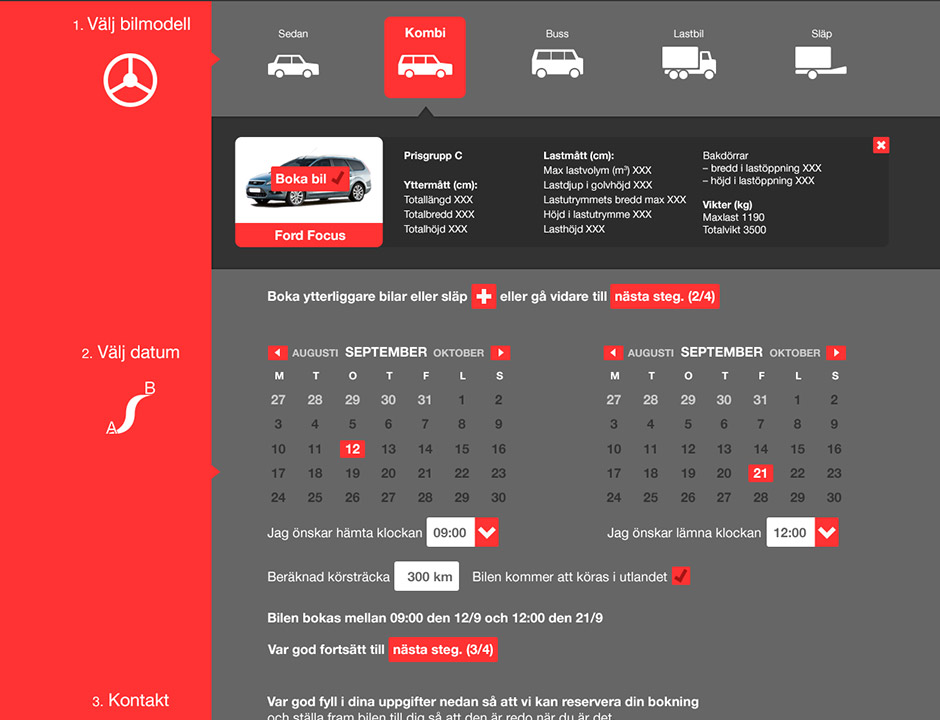 1. Välj bilmodell
Sedan
Kombi
Buss
Lastbil
Släp
Boka bil
Ford Focus
Prisgrupp C
Yttermått (cm):
Totallängd XXX
Totalbredd XXX
Totalhöjd XXX
Lastmått (cm):
Max lastvolym (m³) XXX
Lastdjup i golvhöjd XXX
Lastutrymmets bredd max XXX
Höjd i lastutrymme XXX
Lasthöjd XXX
Bakdörrar
– bredd i lastöppning XXX
– höjd i lastöppning XXX
Vikter (kg)
Maxlast 1190
Totalvikt 3500
Boka ytterliggare bilar eller släp + eller gå vidare till nästa steg. (2/4)
2. Välj datum
A B
AUGUSTI SEPTEMBER OKTOBER
M T O T F L S
27 28 29 30 31 1 2
3 4 5 6 7 8 9
10 11 12 13 14 15 16
17 18 19 20 21 22 23
24 25 26 27 28 29 30
Jag önskar hämta klockan 09:00
AUGUSTI SEPTEMBER OKTOBER
M T O T F L S
27 28 29 30 31 1 2
3 4 5 6 7 8 9
10 11 12 13 14 15 16
17 18 19 20 21 22 23
24 25 26 27 28 29 30
Jag önskar lämna klockan 12:00
Beräknad körsträcka 300 km Bilen kommer att köras i utlandet
Bilen bokas mellan 09:00 den 12/9 och 12:00 den 21/9
Var god fortsätt till nästa steg. (3/4)
3. Kontakt
Var god fyll i dina uppgifter nedan så att vi kan reservera din bokning
och ställa fram bilen till dig så att den är redo när du är det.